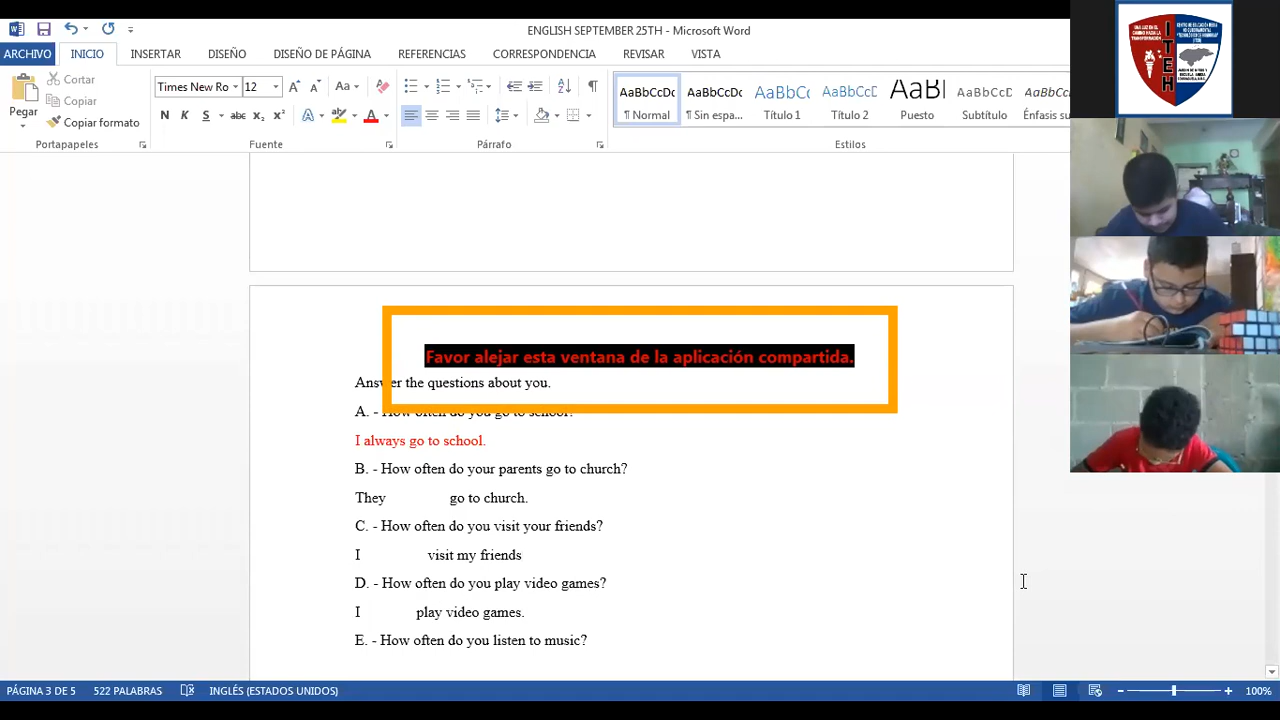 ENGLISH SEPTEMBER 25TH - Microsoft Word
ARCHIVO INICIO INSERTAR DISEÑO DISEÑO DE PÁGINA REFERENCIAS CORRESPONDENCIA REVISAR VISTA
Pegar
Cortar
Copiar
Copiar formato
Times New Ro 12
N K S abc x₂ x²
AaBbCcDc AaBbCcDc AaBbCc AaBbCcD AaBl AaBbCcD AaBbCcDc
¶ Normal ¶ Sin espa... Título 1 Título 2 Puesto Subtítulo Énfasis su
Portapapeles Fuente Párrafo Estilos
Favor alejar esta ventana de la aplicación compartida.
Answer the questions about you.
A. - How often do you go to school?
I always go to school.
B. - How often do your parents go to church?
They go to church.
C. - How often do you visit your friends?
I visit my friends
D. - How often do you play video games?
I play video games.
E. - How often do you listen to music?
PÁGINA 3 DE 5 522 PALABRAS INGLÉS (ESTADOS UNIDOS) 100%
ITEH